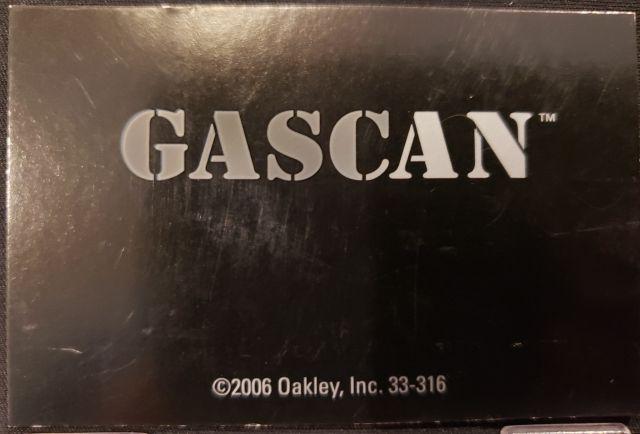 GASCAN™
©2006 Oakley, Inc. 33-316